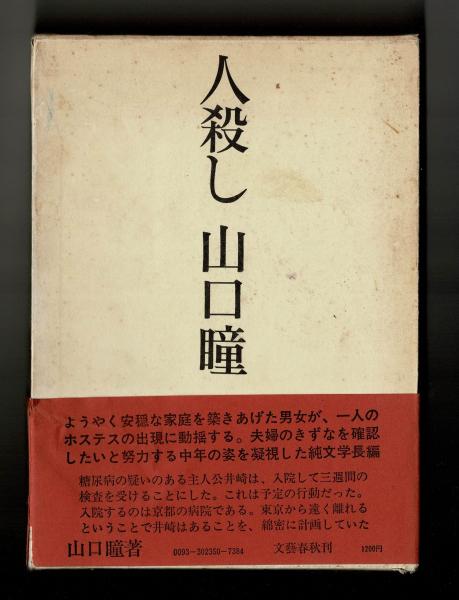 人殺し 山口瞳
ようやく安穏な家庭を築きあげた男女が、一人の
ホステスの出現に動揺する。夫婦のきずなを確認
したいと努力する中年の姿を凝視した純文学長編
糖尿病の疑いのある主人公井崎は、入院して三週間の
検査を受けることにした。これは予定の行動だった。
入院するのは京都の病院である。東京から遠く離れる
ということで井崎はあることを、綿密に計画していた
山口瞳著 0093-302350-7384 文藝春秋刊 1200円